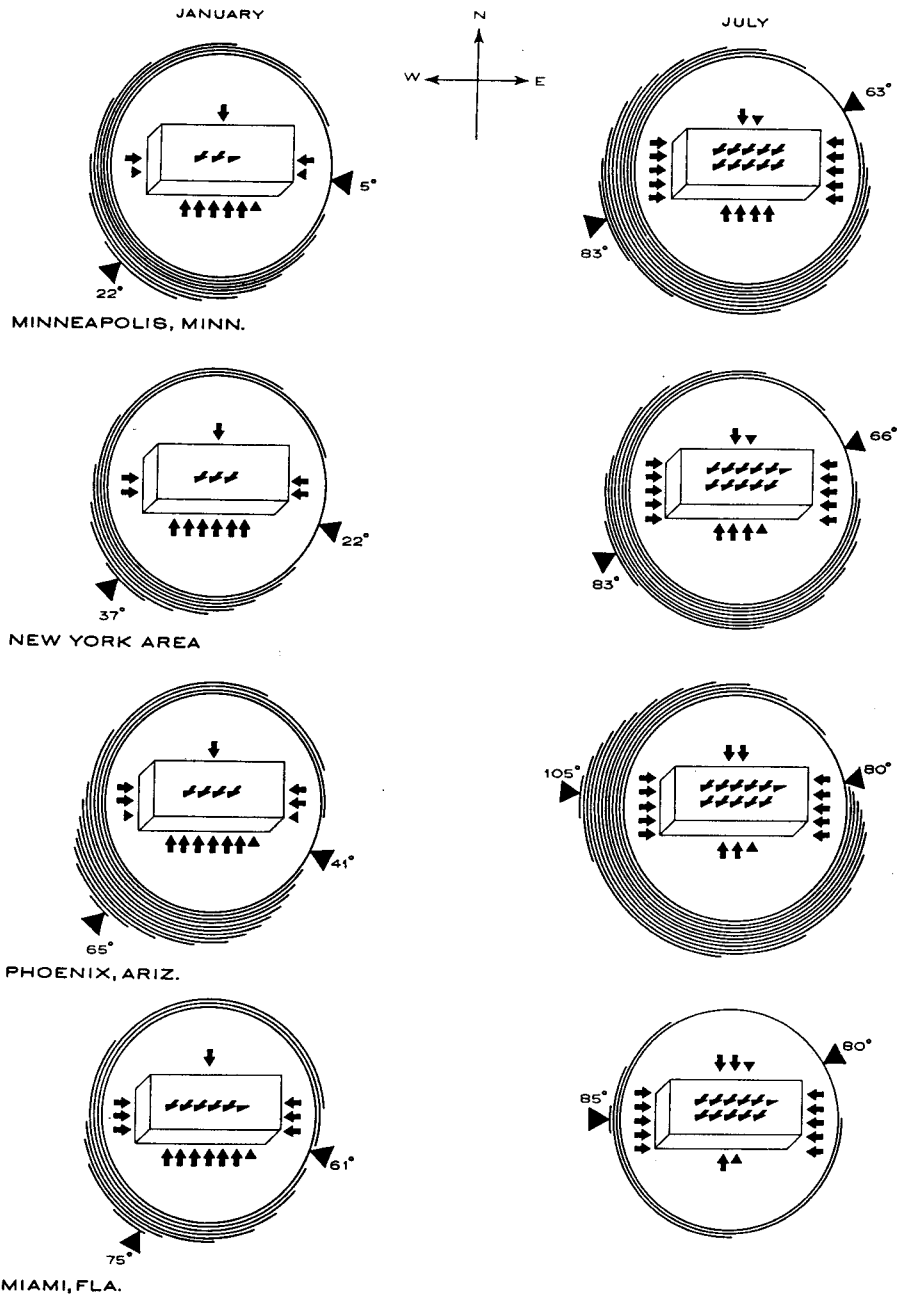 JANUARY
N
JULY
W E
63°
5°
22°
83°
MINNEAPOLIS, MINN.
66°
22°
37°
83°
NEW YORK AREA
105°
80°
41°
65°
PHOENIX, ARIZ.
80°
85°
61°
75°
MIAMI, FLA.